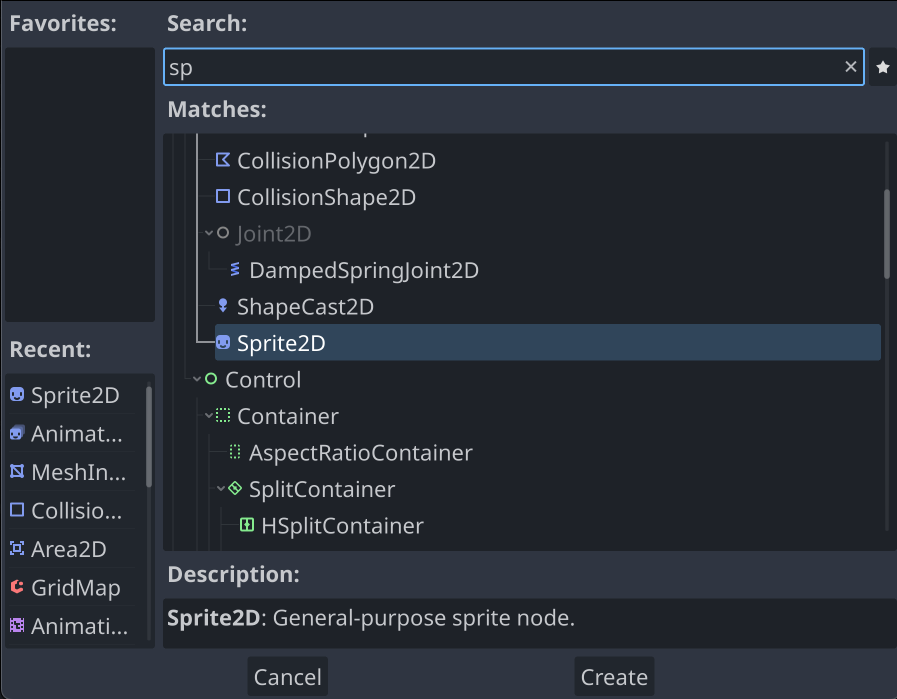 Favorites:
Search:
sp
Matches:
CollisionPolygon2D
CollisionShape2D
Joint2D
DampedSpringJoint2D
ShapeCast2D
Sprite2D
Control
Container
AspectRatioContainer
SplitContainer
HSplitContainer
Recent:
Sprite2D
Animat...
MeshIn...
Collisio...
Area2D
GridMap
Animati...
Description:
Sprite2D: General-purpose sprite node.
Cancel
Create